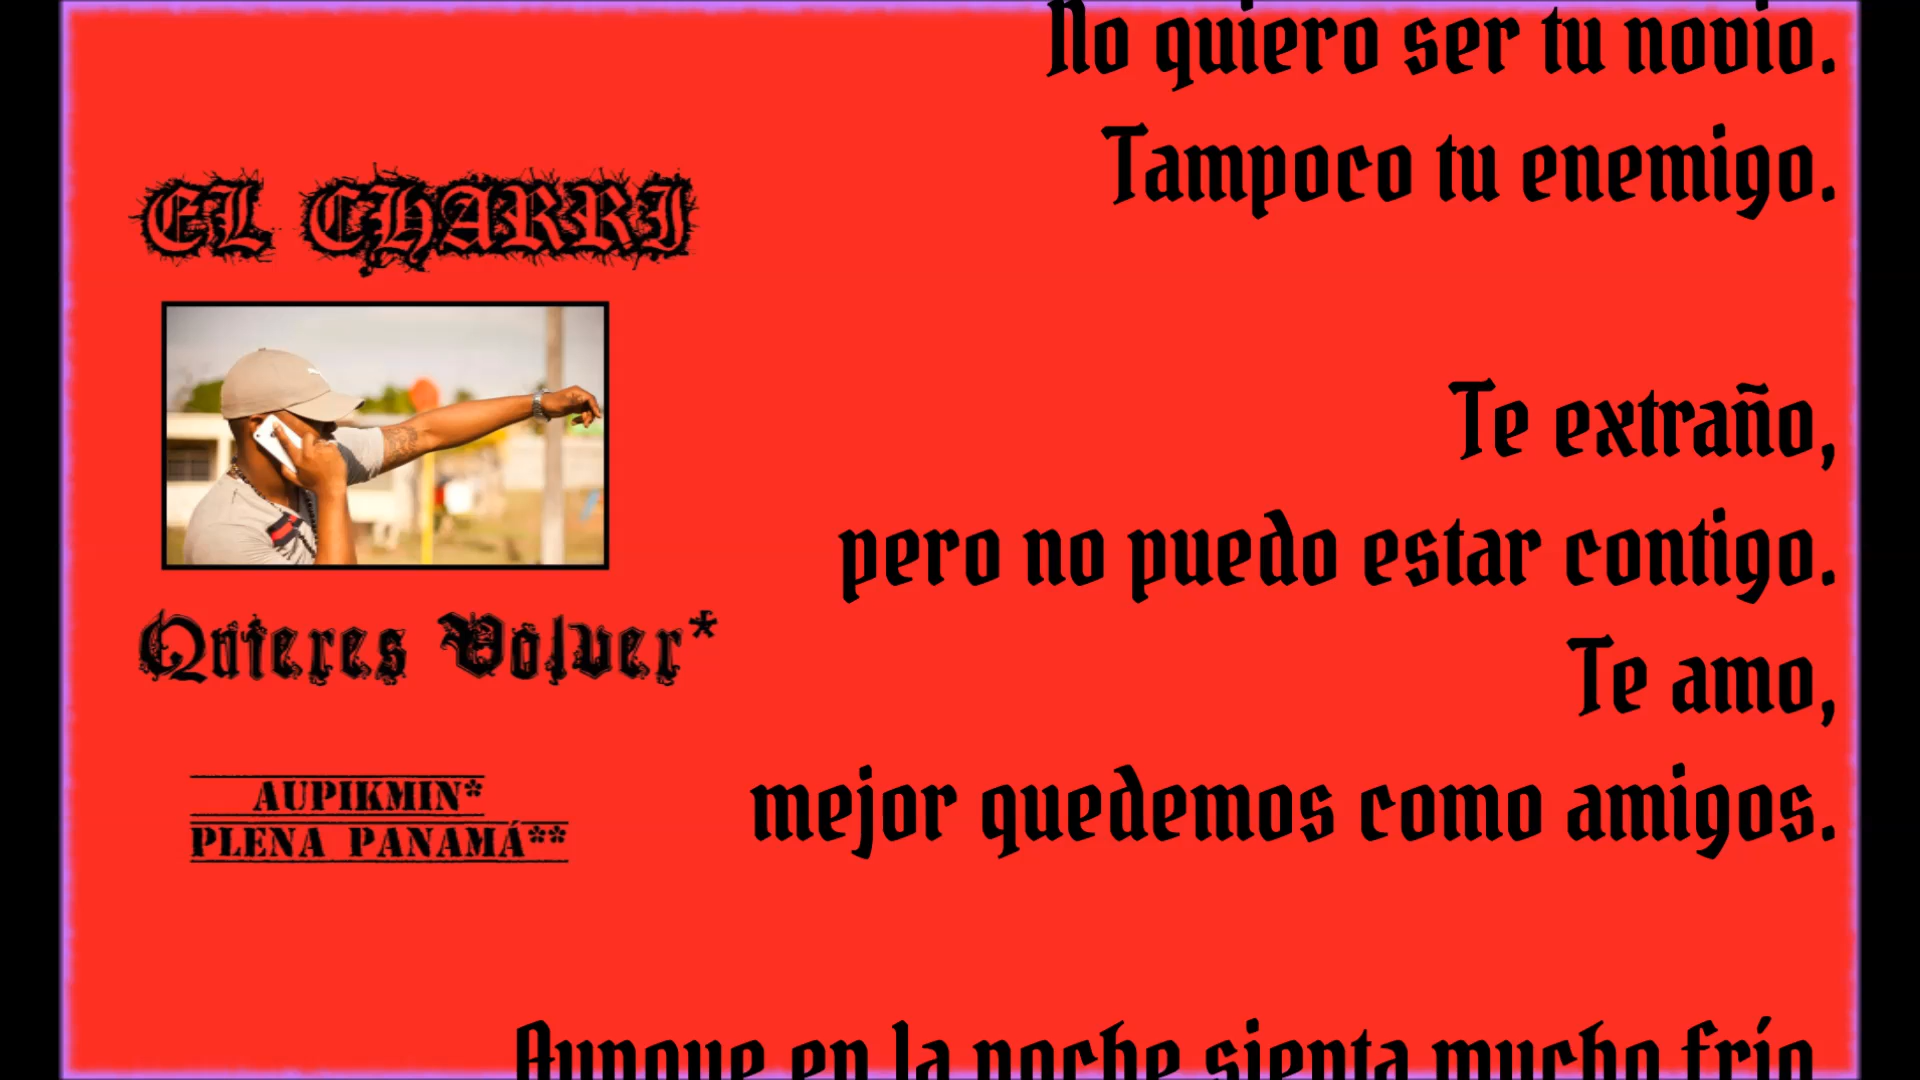 EL CHARRI
Quieres Volver*
AUPIKMIN*
PLENA PANAMÁ**
No quiero ser tu novio.
Tampoco tu enemigo.
Te extraño,
pero no puedo estar contigo.
Te amo,
mejor quedemos como amigos.
Aunque en la noche sienta mucho frío